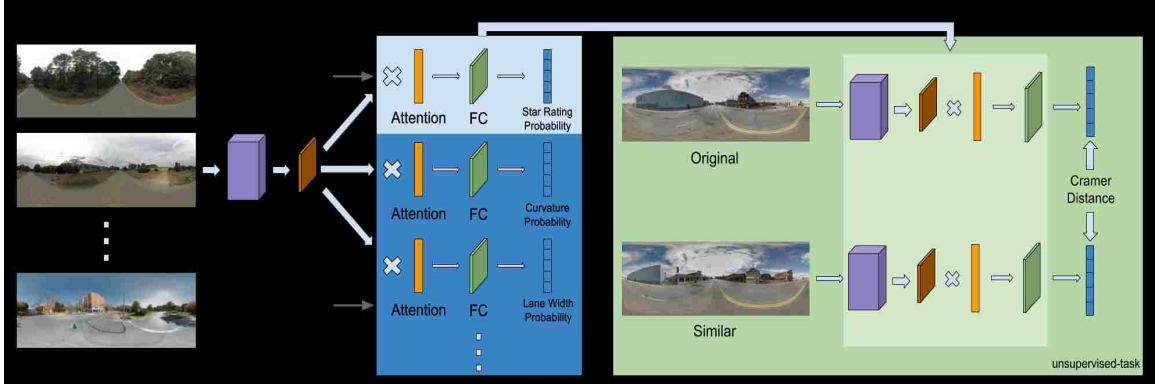 Attention
FC
Star Rating
Probability
Attention
FC
Curvature
Probability
Attention
FC
Lane Width
Probability
Original
Similar
Cramer
Distance
unsupervised-task